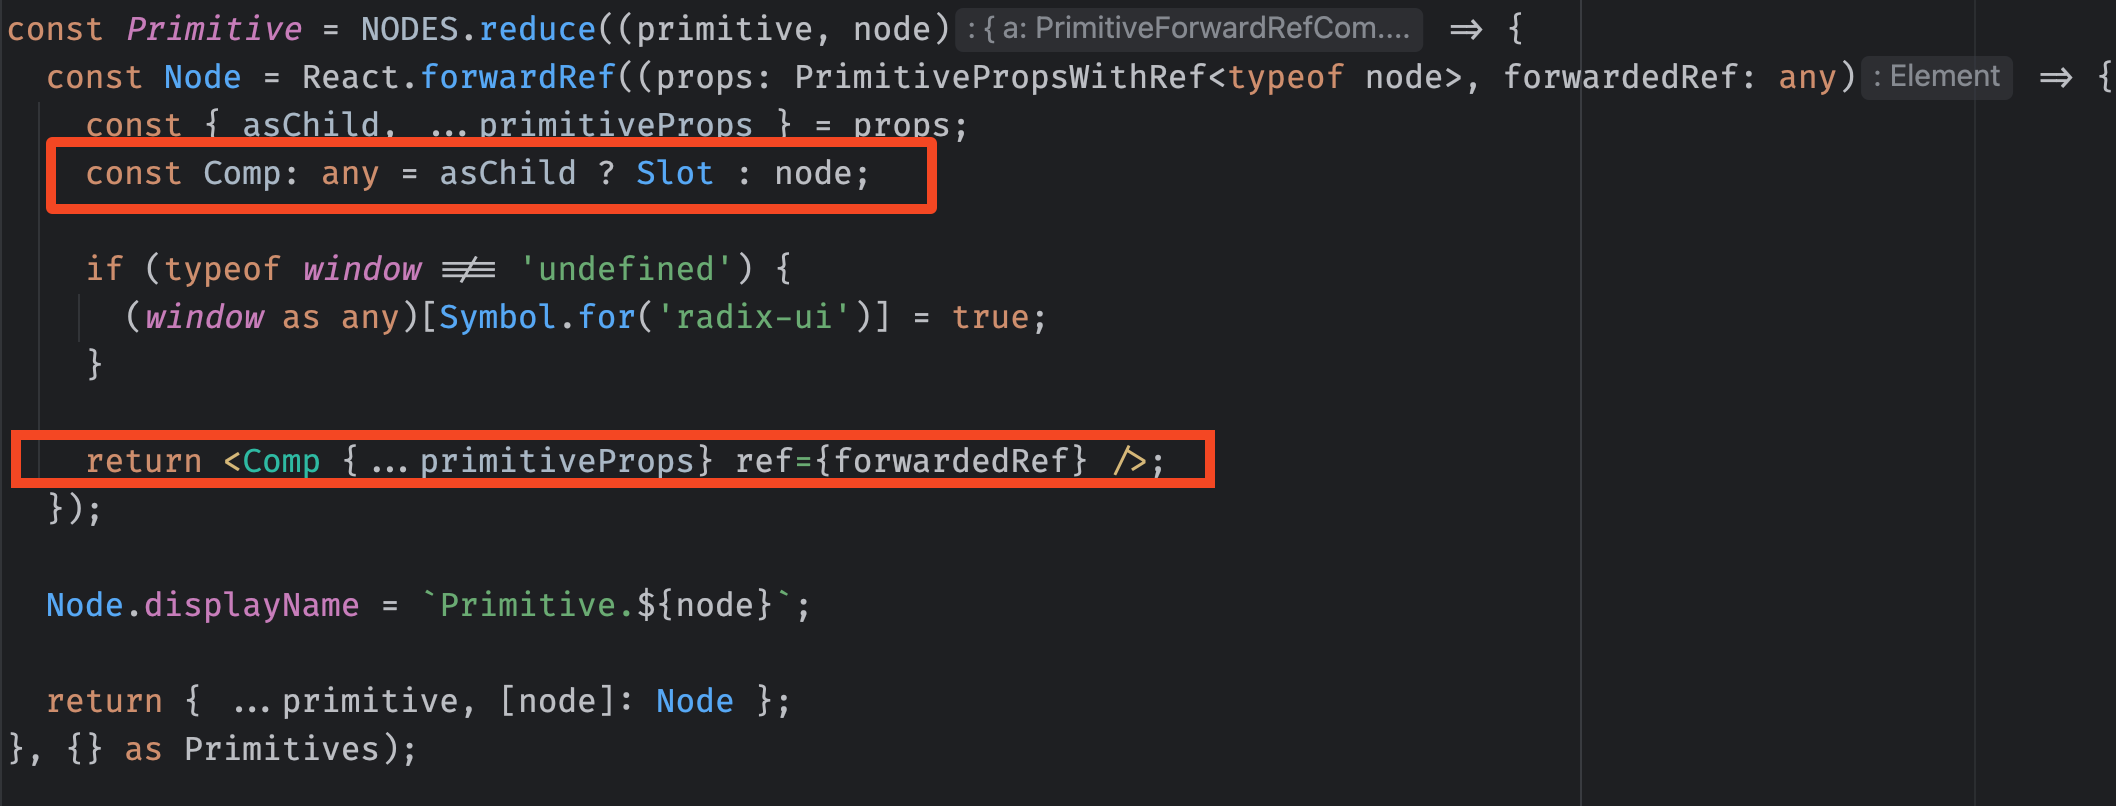 const Primitive = NODES.reduce((primitive, node) : { a: PrimitiveForwardRefCom.... => {
  const Node = React.forwardRef((props: PrimitivePropsWithRef<typeof node>, forwardedRef: any) : Element => {
    const { asChild, ...primitiveProps } = props;
    const Comp: any = asChild ? Slot : node;
    if (typeof window !== 'undefined') {
      (window as any)[Symbol.for('radix-ui')] = true;
    }
    return <Comp {...primitiveProps} ref={forwardedRef} />;
  });
  Node.displayName = `Primitive.${node}`;
  return { ...primitive, [node]: Node };
}, {} as Primitives);